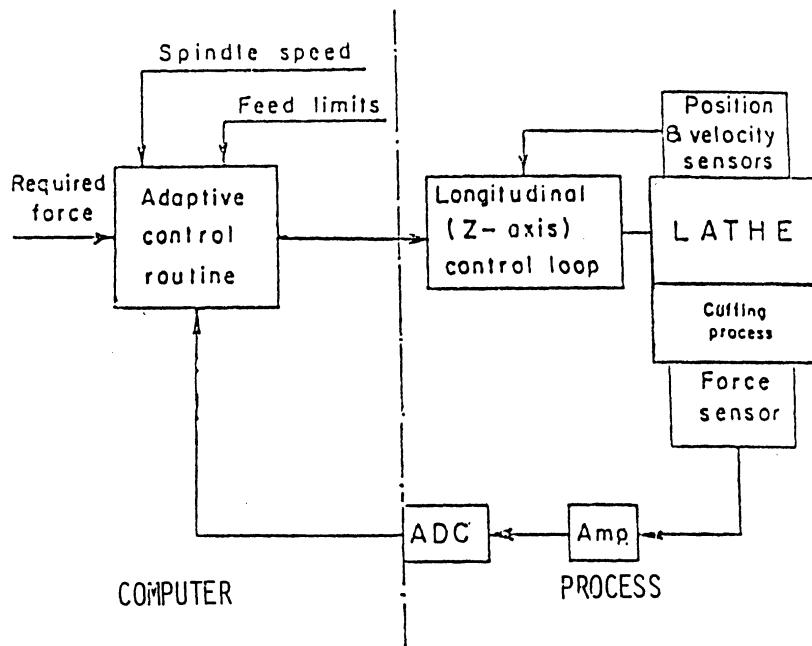 Spindle speed
Feed limits
Required
force
Adaptive
control
routine
Longitudinal
(Z- axis)
control loop
Position
& velocity
sensors
LATHE
Cutting
process
Force
sensor
ADC
Amp.
COMPUTER
PROCESS